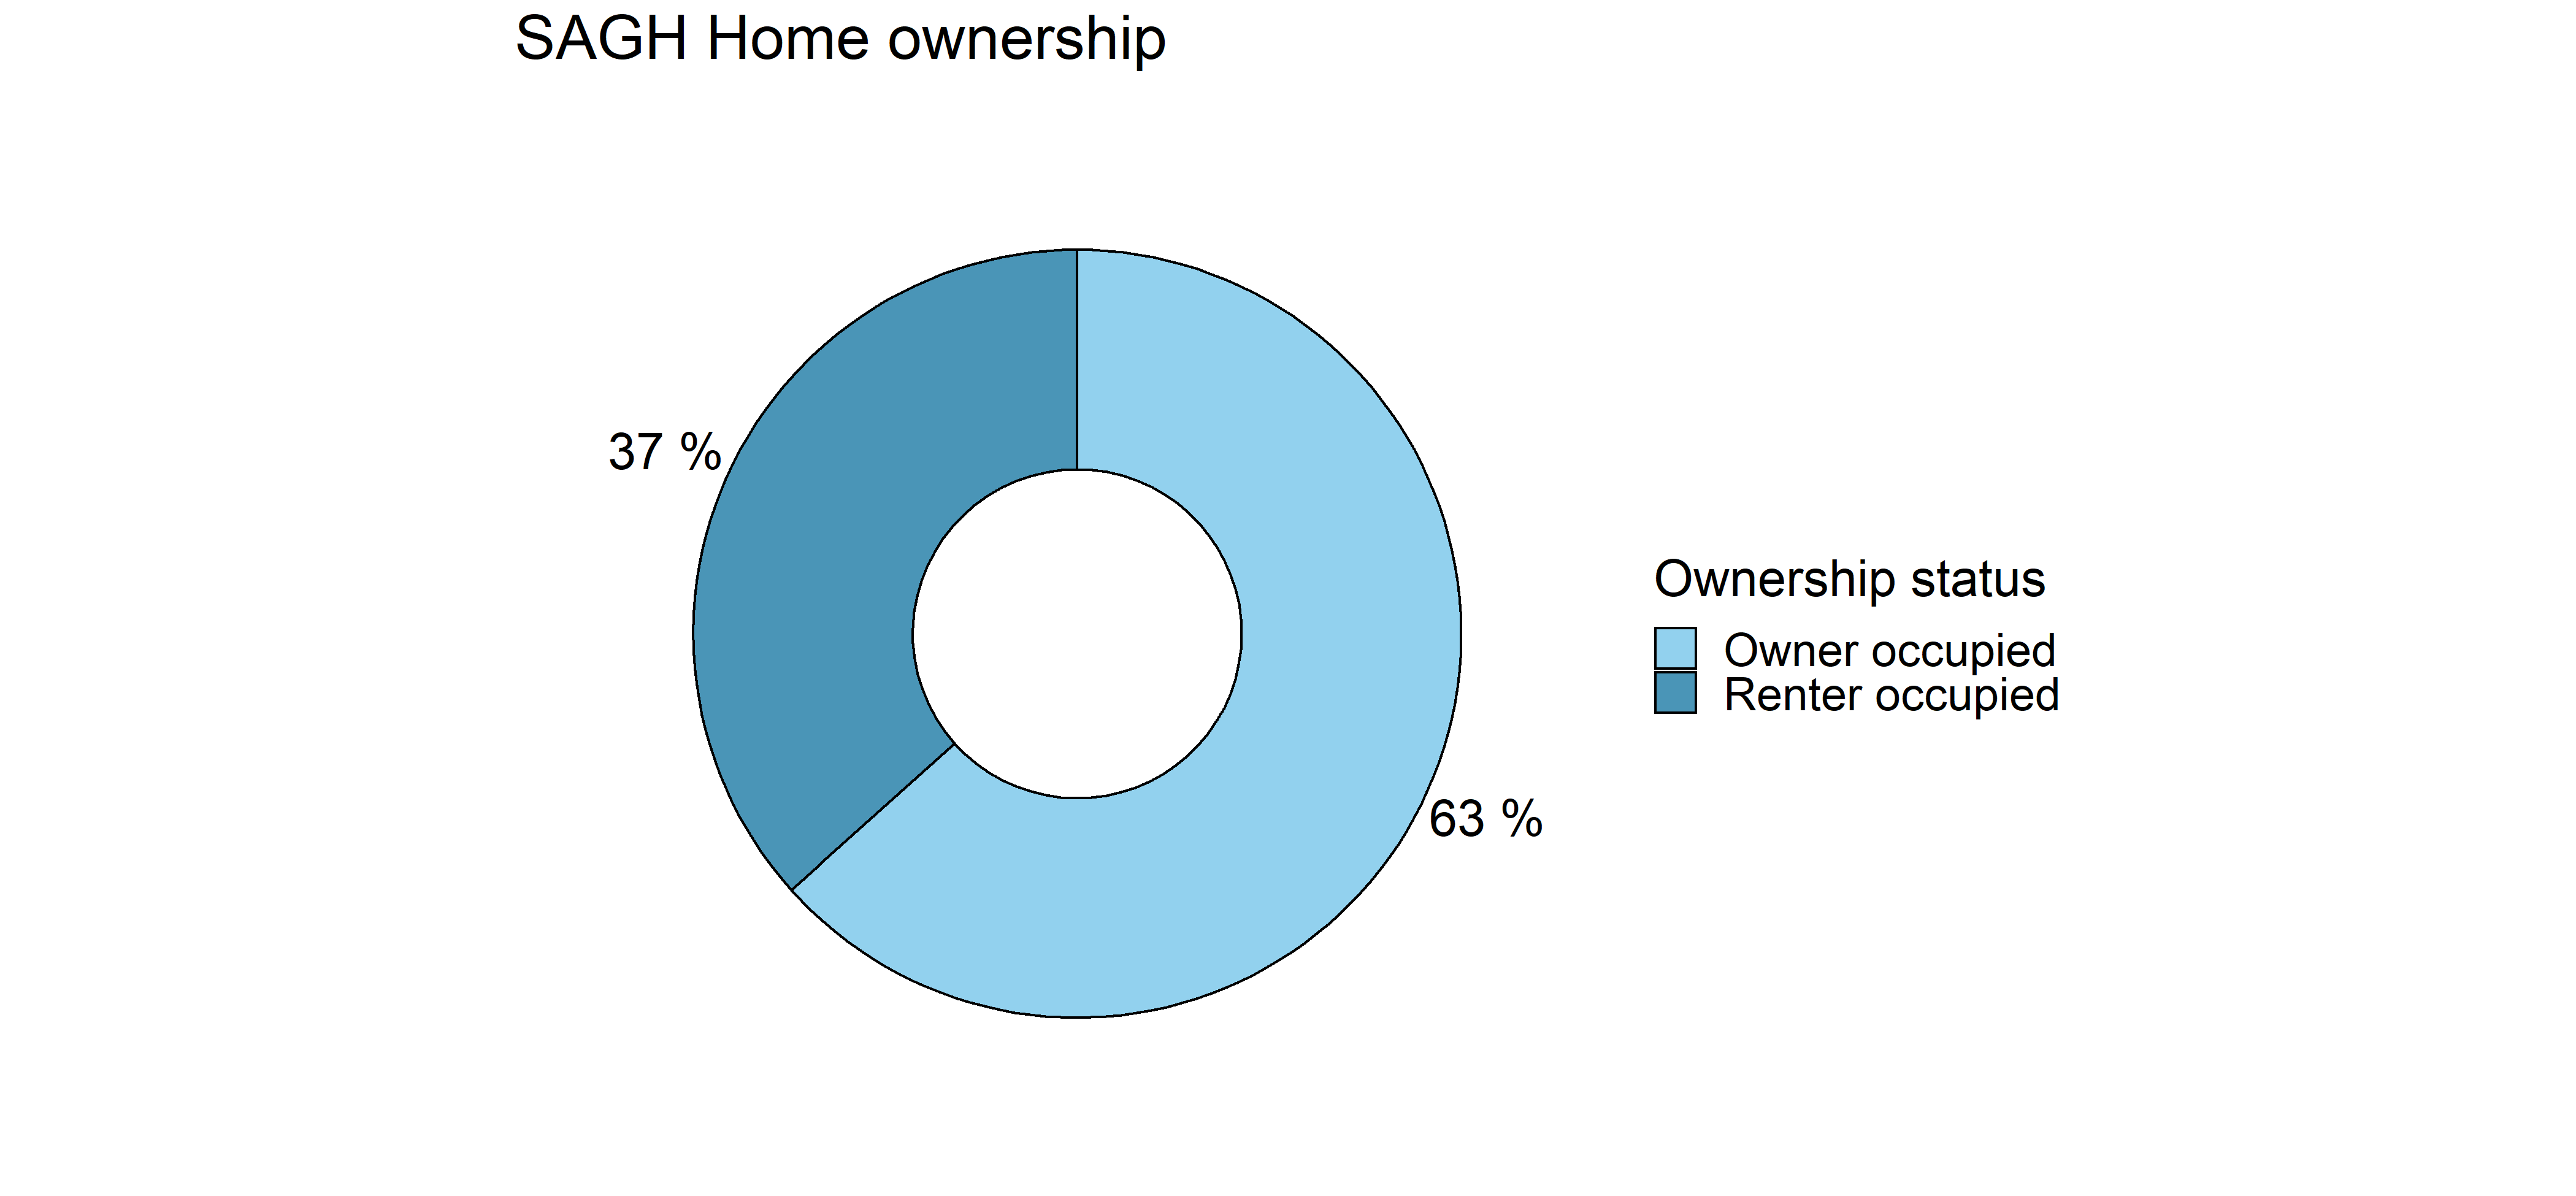 SAGH Home ownership
37 %
63 %
Ownership status
Owner occupied
Renter occupied